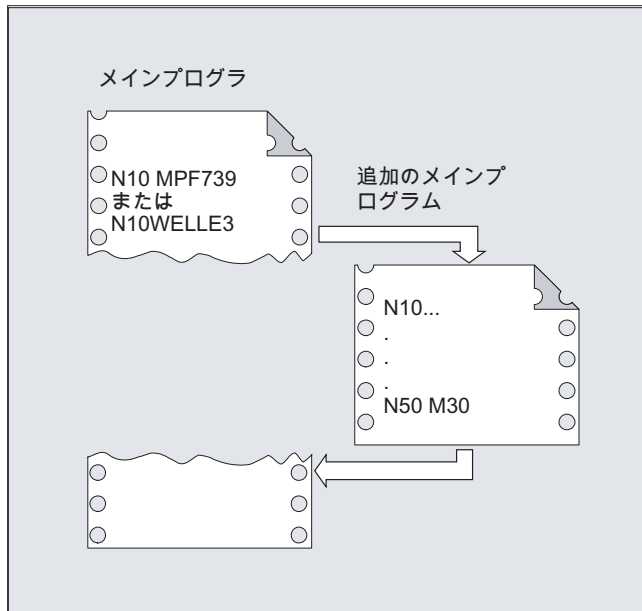 メインプログラ
N10 MPF739
または
N10WELLE3
追加のメインプ
ログラム
N10...
.
.
.
N50 M30